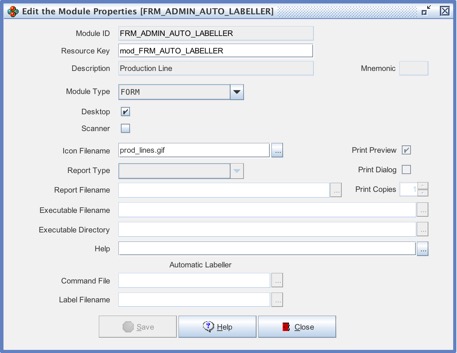 Edit the Module Properties [FRM_ADMIN_AUTO_LABELLER]
Module ID FRM_ADMIN_AUTO_LABELLER
Resource Key mod_FRM_AUTO_LABELLER
Description Production Line Mnemonic
Module Type FORM
Desktop
Scanner
Icon Filename prod_lines.gif ... Print Preview
Report Type Print Dialog
Report Filename ... Print Copies
Executable Filename ...
Executable Directory ...
Help ...
Automatic Labeller
Command File ...
Label Filename ...
Save Help Close